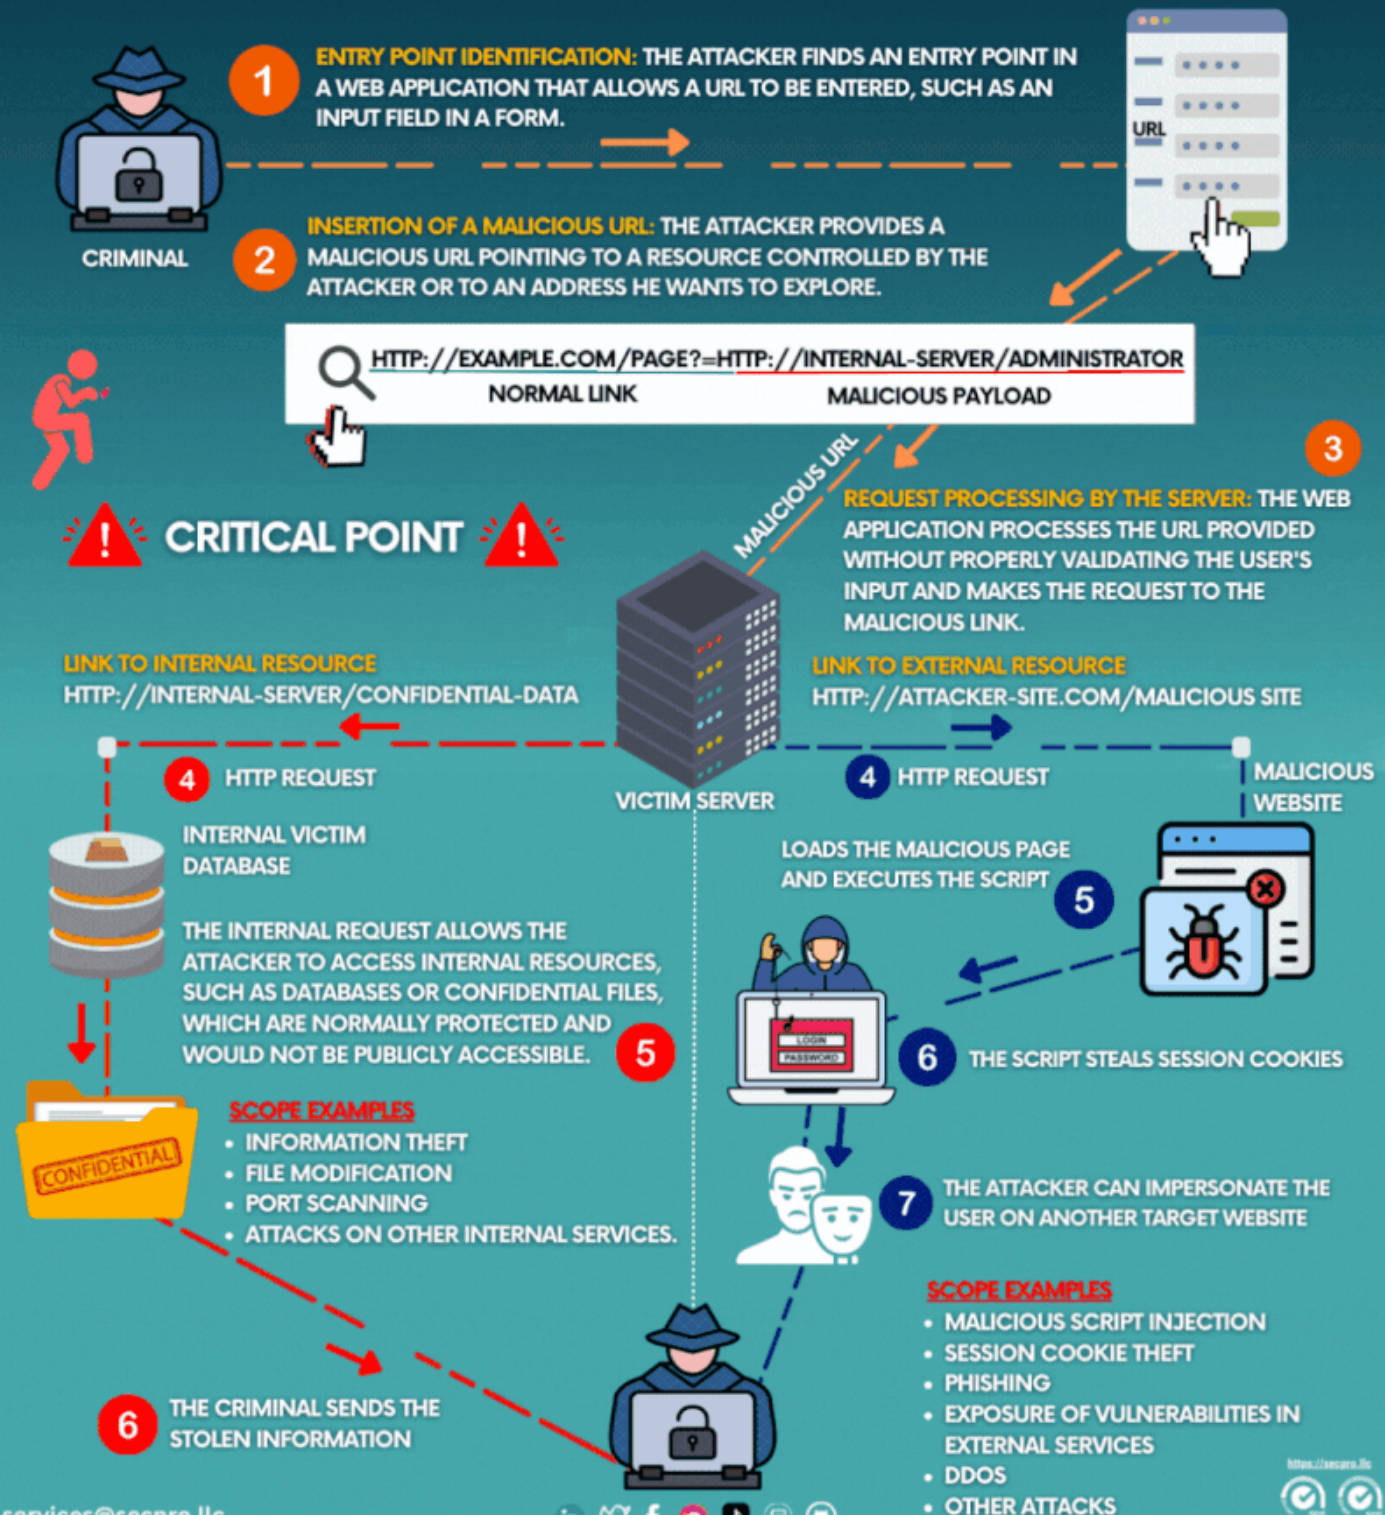 1
ENTRY POINT IDENTIFICATION: THE ATTACKER FINDS AN ENTRY POINT IN
A WEB APPLICATION THAT ALLOWS A URL TO BE ENTERED, SUCH AS AN
INPUT FIELD IN A FORM.
URL
CRIMINAL
2
INSERTION OF A MALICIOUS URL: THE ATTACKER PROVIDES A
MALICIOUS URL POINTING TO A RESOURCE CONTROLLED BY THE
ATTACKER OR TO AN ADDRESS HE WANTS TO EXPLORE.
HTTP://EXAMPLE.COM/PAGE?=HTTP://INTERNAL-SERVER/ADMINISTRATOR
NORMAL LINK
MALICIOUS PAYLOAD
MALICIOUS URL
3
REQUEST PROCESSING BY THE SERVER: THE WEB
APPLICATION PROCESSES THE URL PROVIDED
WITHOUT PROPERLY VALIDATING THE USER'S
INPUT AND MAKES THE REQUEST TO THE
MALICIOUS LINK.
! CRITICAL POINT !
LINK TO INTERNAL RESOURCE
HTTP://INTERNAL-SERVER/CONFIDENTIAL-DATA
LINK TO EXTERNAL RESOURCE
HTTP://ATTACKER-SITE.COM/MALICIOUS SITE
4 HTTP REQUEST
VICTIM SERVER
4 HTTP REQUEST
MALICIOUS
WEBSITE
INTERNAL VICTIM
DATABASE
THE INTERNAL REQUEST ALLOWS THE
ATTACKER TO ACCESS INTERNAL RESOURCES,
SUCH AS DATABASES OR CONFIDENTIAL FILES,
WHICH ARE NORMALLY PROTECTED AND
WOULD NOT BE PUBLICLY ACCESSIBLE.
5
CONFIDENTIAL
SCOPE EXAMPLES
• INFORMATION THEFT
• FILE MODIFICATION
• PORT SCANNING
• ATTACKS ON OTHER INTERNAL SERVICES.
6
THE CRIMINAL SENDS THE
STOLEN INFORMATION
LOADS THE MALICIOUS PAGE
AND EXECUTES THE SCRIPT
5
LOGIN
PASSWORD
6
THE SCRIPT STEALS SESSION COOKIES
7
THE ATTACKER CAN IMPERSONATE THE
USER ON ANOTHER TARGET WEBSITE
SCOPE EXAMPLES
• MALICIOUS SCRIPT INJECTION
• SESSION COOKIE THEFT
• PHISHING
• EXPOSURE OF VULNERABILITIES IN
EXTERNAL SERVICES
• DDOS
• OTHER ATTACKS
https://secpro.llc
services@secpro.llc